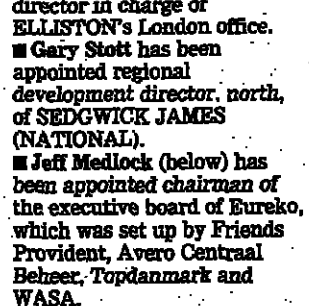 director in charge of
ELLISTON's London office.
■ Gary Stott has been
appointed regional
development director, north,
of SEDGWICK JAMES
(NATIONAL).
■ Jeff Medlock (below) has
been appointed chairman of
the executive board of Eureko,
which was set up by Friends
Provident, Avero Centraal
Beheer, Topdanmark and
WASA.